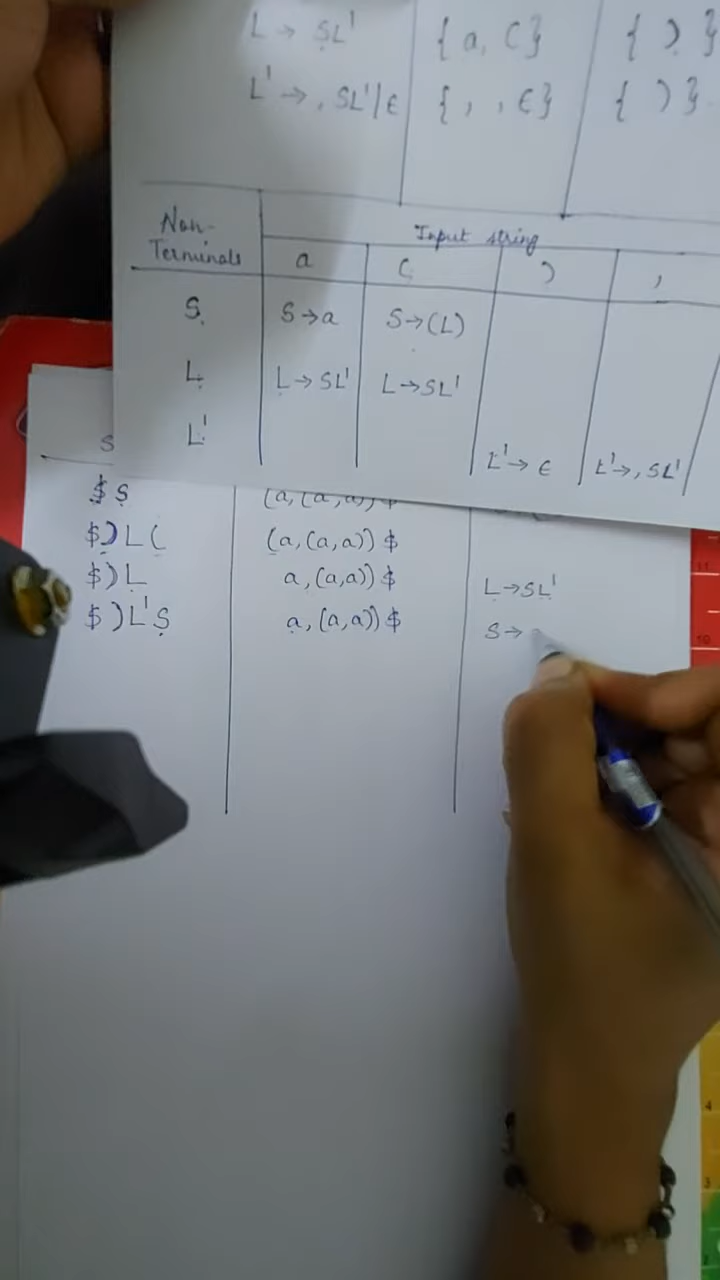 L → SL' { a, ( } { ) }
L' → , SL' | ε { , , ε } { ) }
Non-Terminals Input string
a ( ) ,
S S → a S → (L)
L L → SL' L → SL'
L' L' → ε L' → , SL'
S
$ S (a, (a, a)) $
$ ) L ( (a, (a, a)) $
$ ) L a, (a, a)) $ L → SL'
$ ) L' S a, (a, a)) $ S →